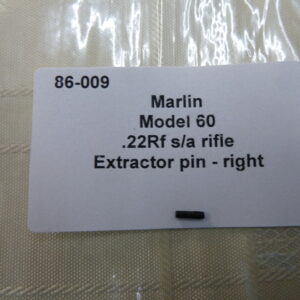 86-009
Marlin
Model 60
.22Rf s/a rifle
Extractor pin - right